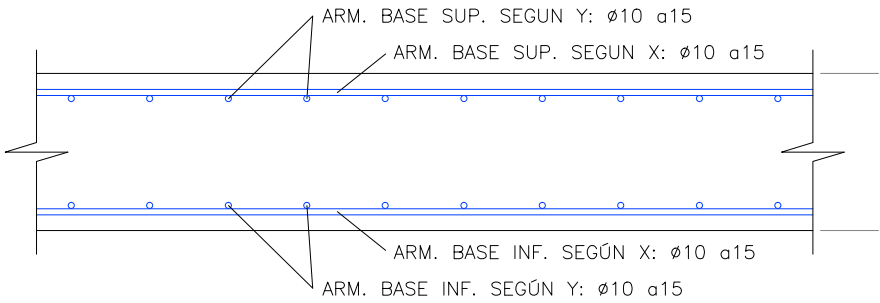 ARM. BASE SUP. SEGUN Y: ø10 a15
ARM. BASE SUP. SEGUN X: ø10 a15
ARM. BASE INF. SEGÚN X: ø10 a15
ARM. BASE INF. SEGÚN Y: ø10 a15